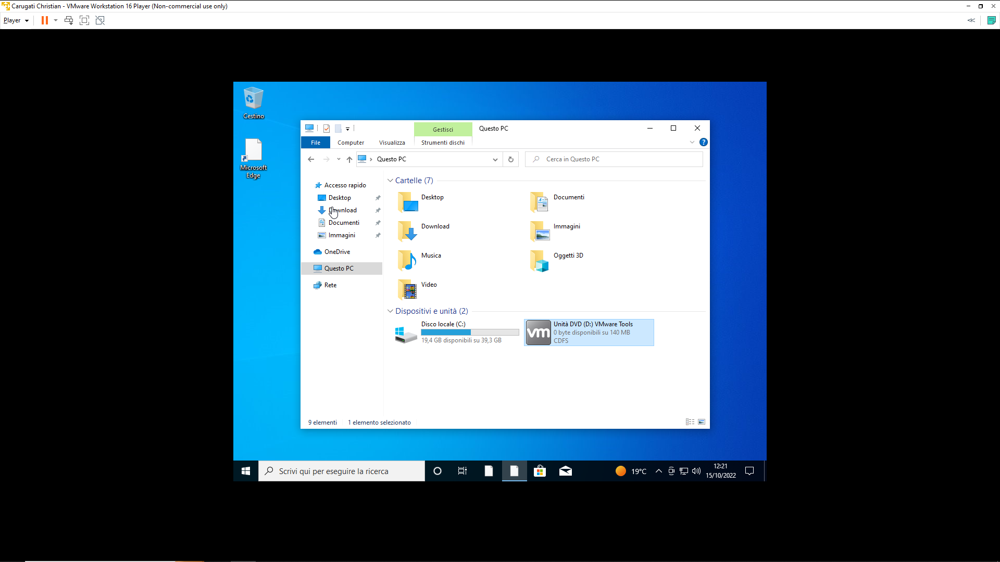 Carugati Christian - VMware Workstation 16 Player (Non-commercial use only)
Player
Cestino
Microsoft
Edge
Gestisci
Questo PC
File
Computer
Visualizza
Strumenti dischi
Questo PC
Cerca in Questo PC
Accesso rapido
Desktop
Download
Documenti
Immagini
OneDrive
Questo PC
Rete
Cartelle (7)
Desktop
Documenti
Download
Immagini
Musica
Oggetti 3D
Video
Dispositivi e unità (2)
Disco locale (C:)
19,4 GB disponibili su 39,3 GB
vm
Unità DVD (D:) VMware Tools
0 byte disponibili su 140 MB
CDFS
9 elementi
1 elemento selezionato
Scrivi qui per eseguire la ricerca
19°C
12:21
15/10/2022